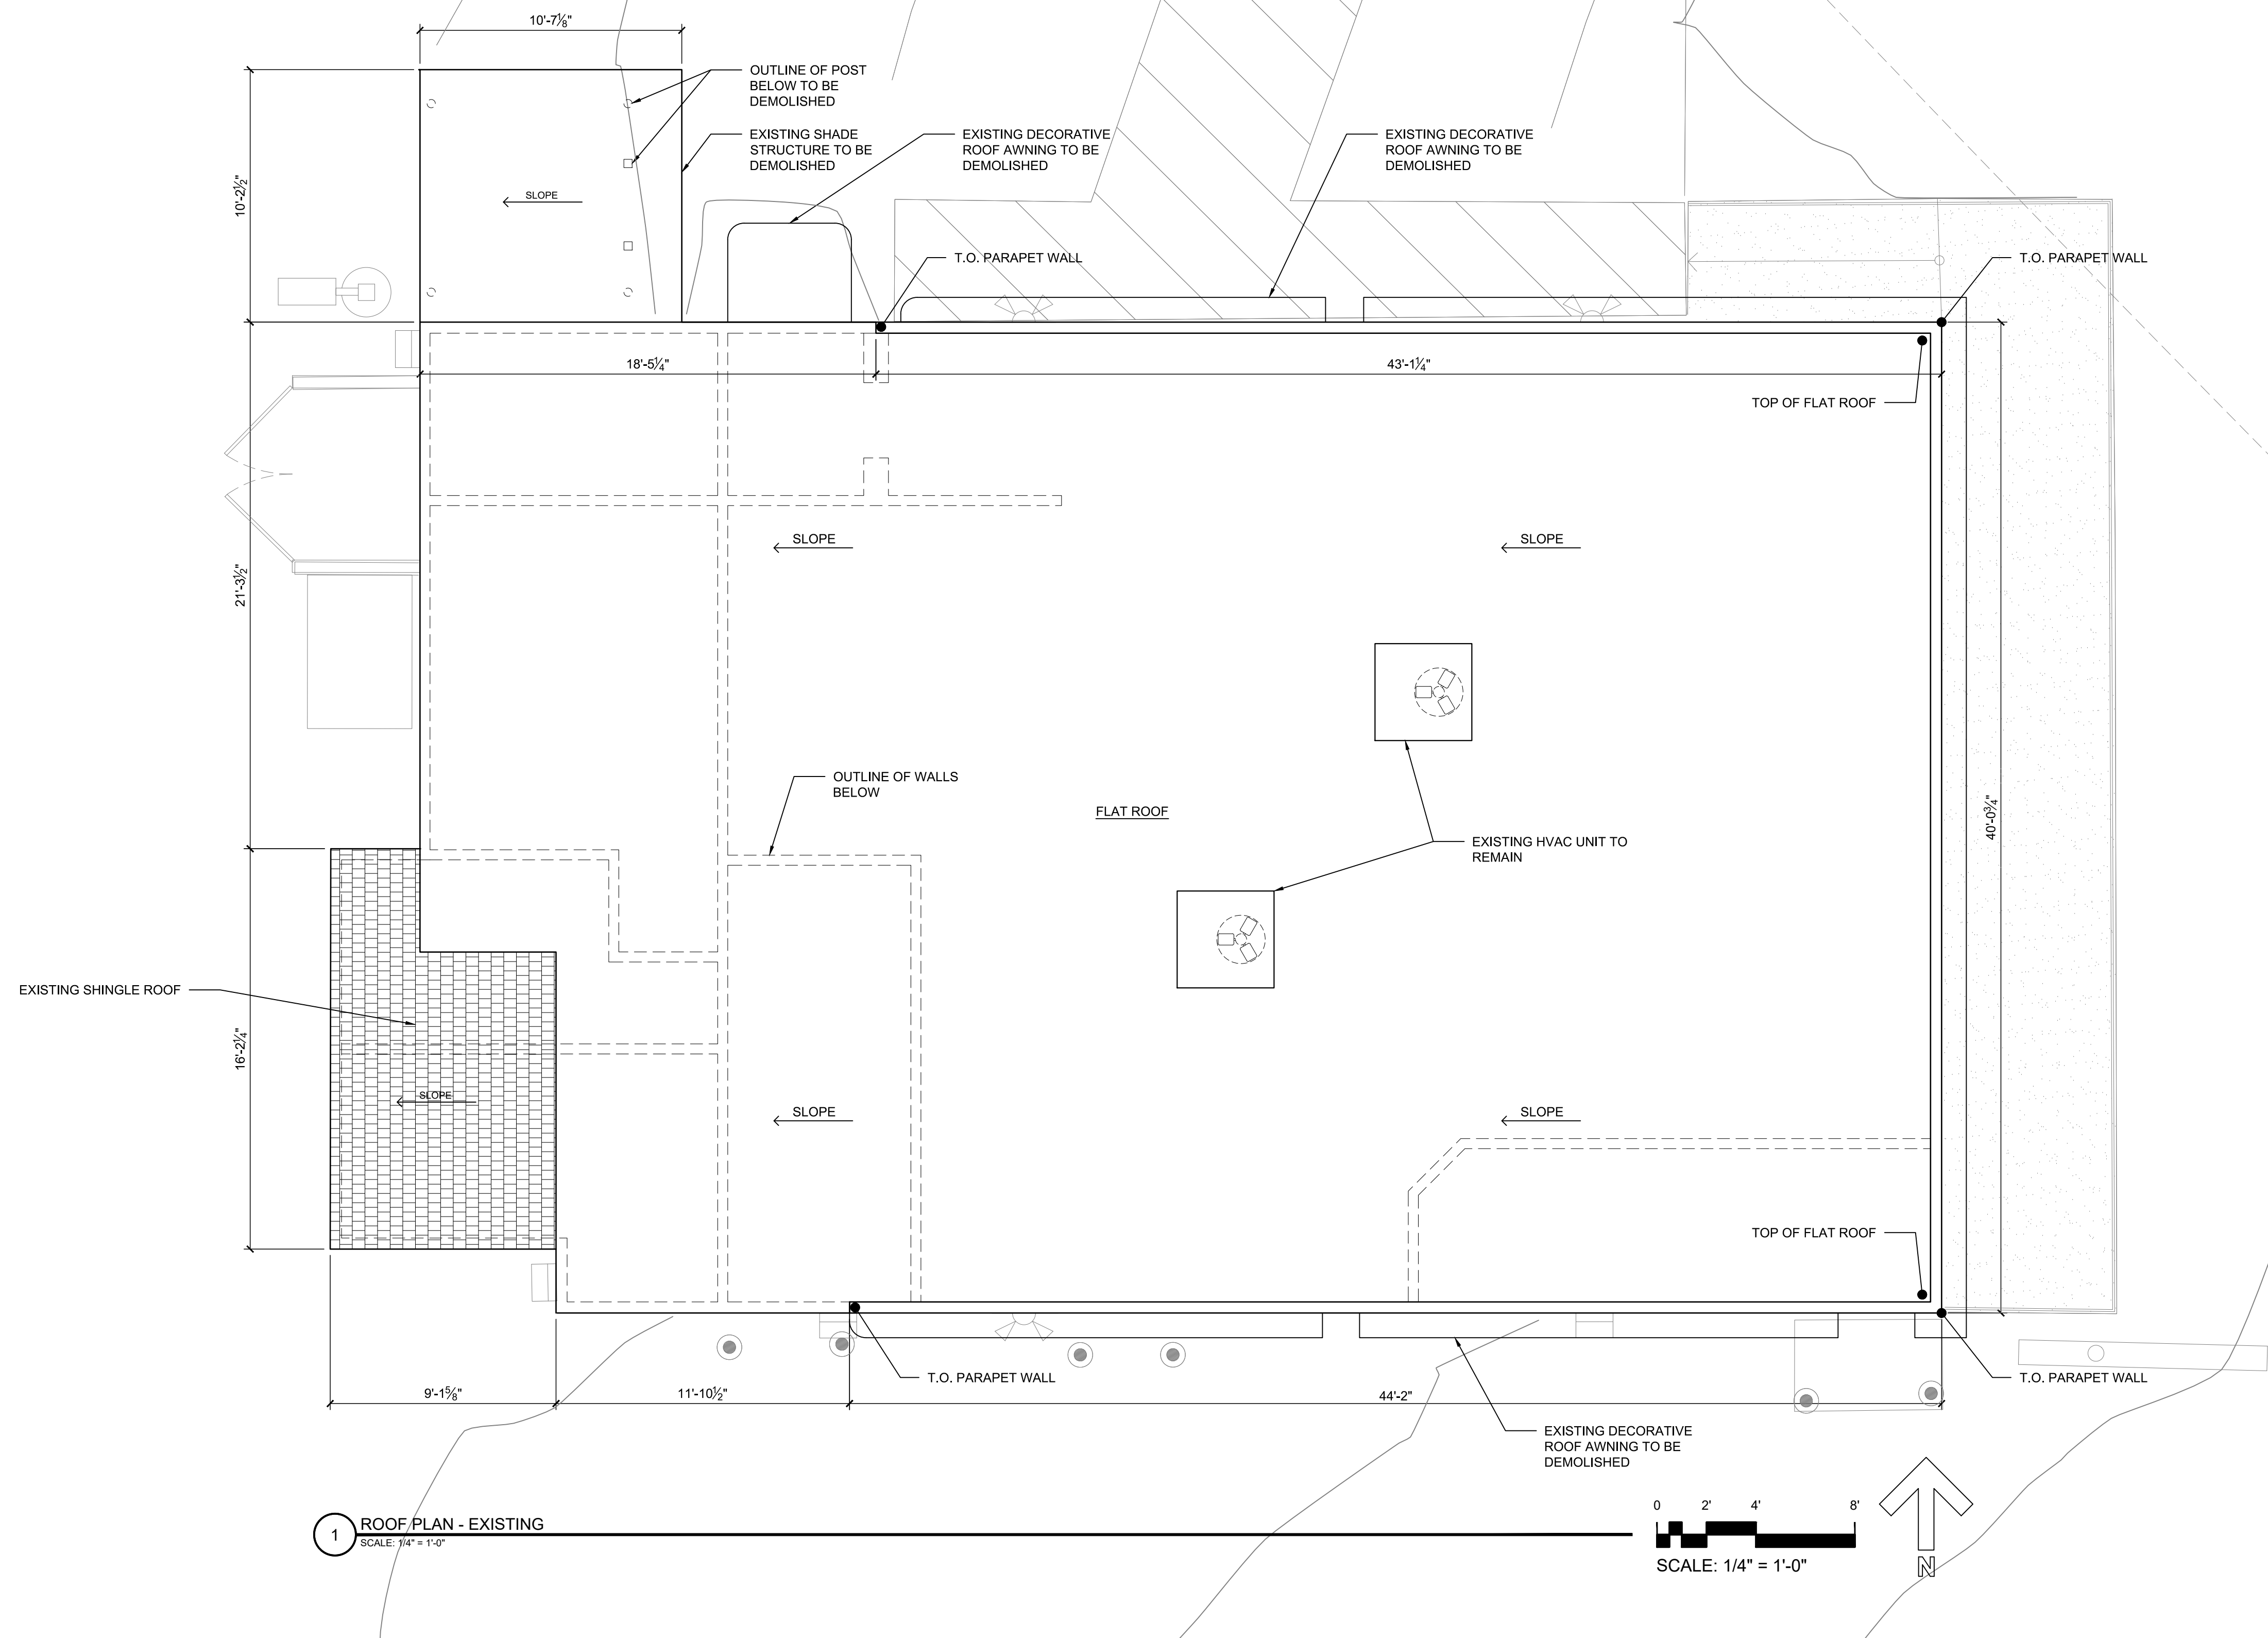 10'-7⅛"
OUTLINE OF POST
BELOW TO BE
DEMOLISHED
EXISTING SHADE
STRUCTURE TO BE
DEMOLISHED
EXISTING DECORATIVE
ROOF AWNING TO BE
DEMOLISHED
EXISTING DECORATIVE
ROOF AWNING TO BE
DEMOLISHED
10'-2½"
SLOPE
T.O. PARAPET WALL
T.O. PARAPET WALL
18'-5¼"
43'-1¼"
TOP OF FLAT ROOF
SLOPE
SLOPE
21'-3½"
OUTLINE OF WALLS
BELOW
FLAT ROOF
40'-0¾"
EXISTING HVAC UNIT TO
REMAIN
EXISTING SHINGLE ROOF
16'-2¼"
SLOPE
SLOPE
SLOPE
TOP OF FLAT ROOF
T.O. PARAPET WALL
T.O. PARAPET WALL
9'-1⅝"
11'-10½"
44'-2"
EXISTING DECORATIVE
ROOF AWNING TO BE
DEMOLISHED
1
ROOF PLAN - EXISTING
SCALE: 1/4" = 1'-0"
0 2' 4' 8'
SCALE: 1/4" = 1'-0"
N